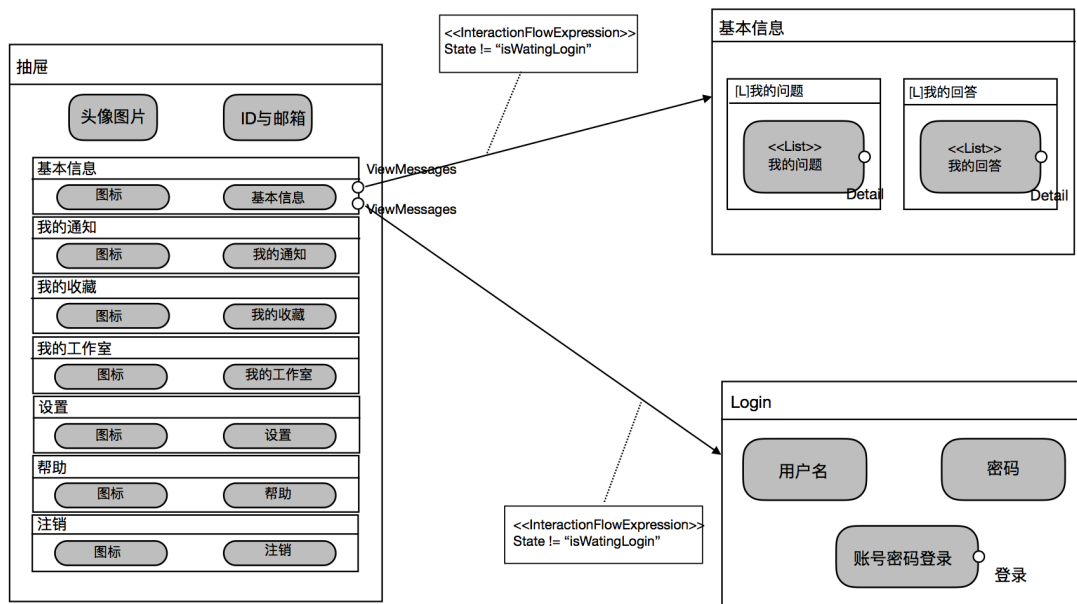 抽屉
头像图片
ID与邮箱
基本信息
图标
基本信息
ViewMessages
ViewMessages
我的通知
图标
我的通知
我的收藏
图标
我的收藏
我的工作室
图标
我的工作室
设置
图标
设置
帮助
图标
帮助
注销
图标
注销
<<InteractionFlowExpression>>
State != “isWatingLogin”
基本信息
[L]我的问题
<<List>>
我的问题
Detail
[L]我的回答
<<List>>
我的回答
Detail
<<InteractionFlowExpression>>
State != “isWatingLogin”
Login
用户名
密码
账号密码登录
登录